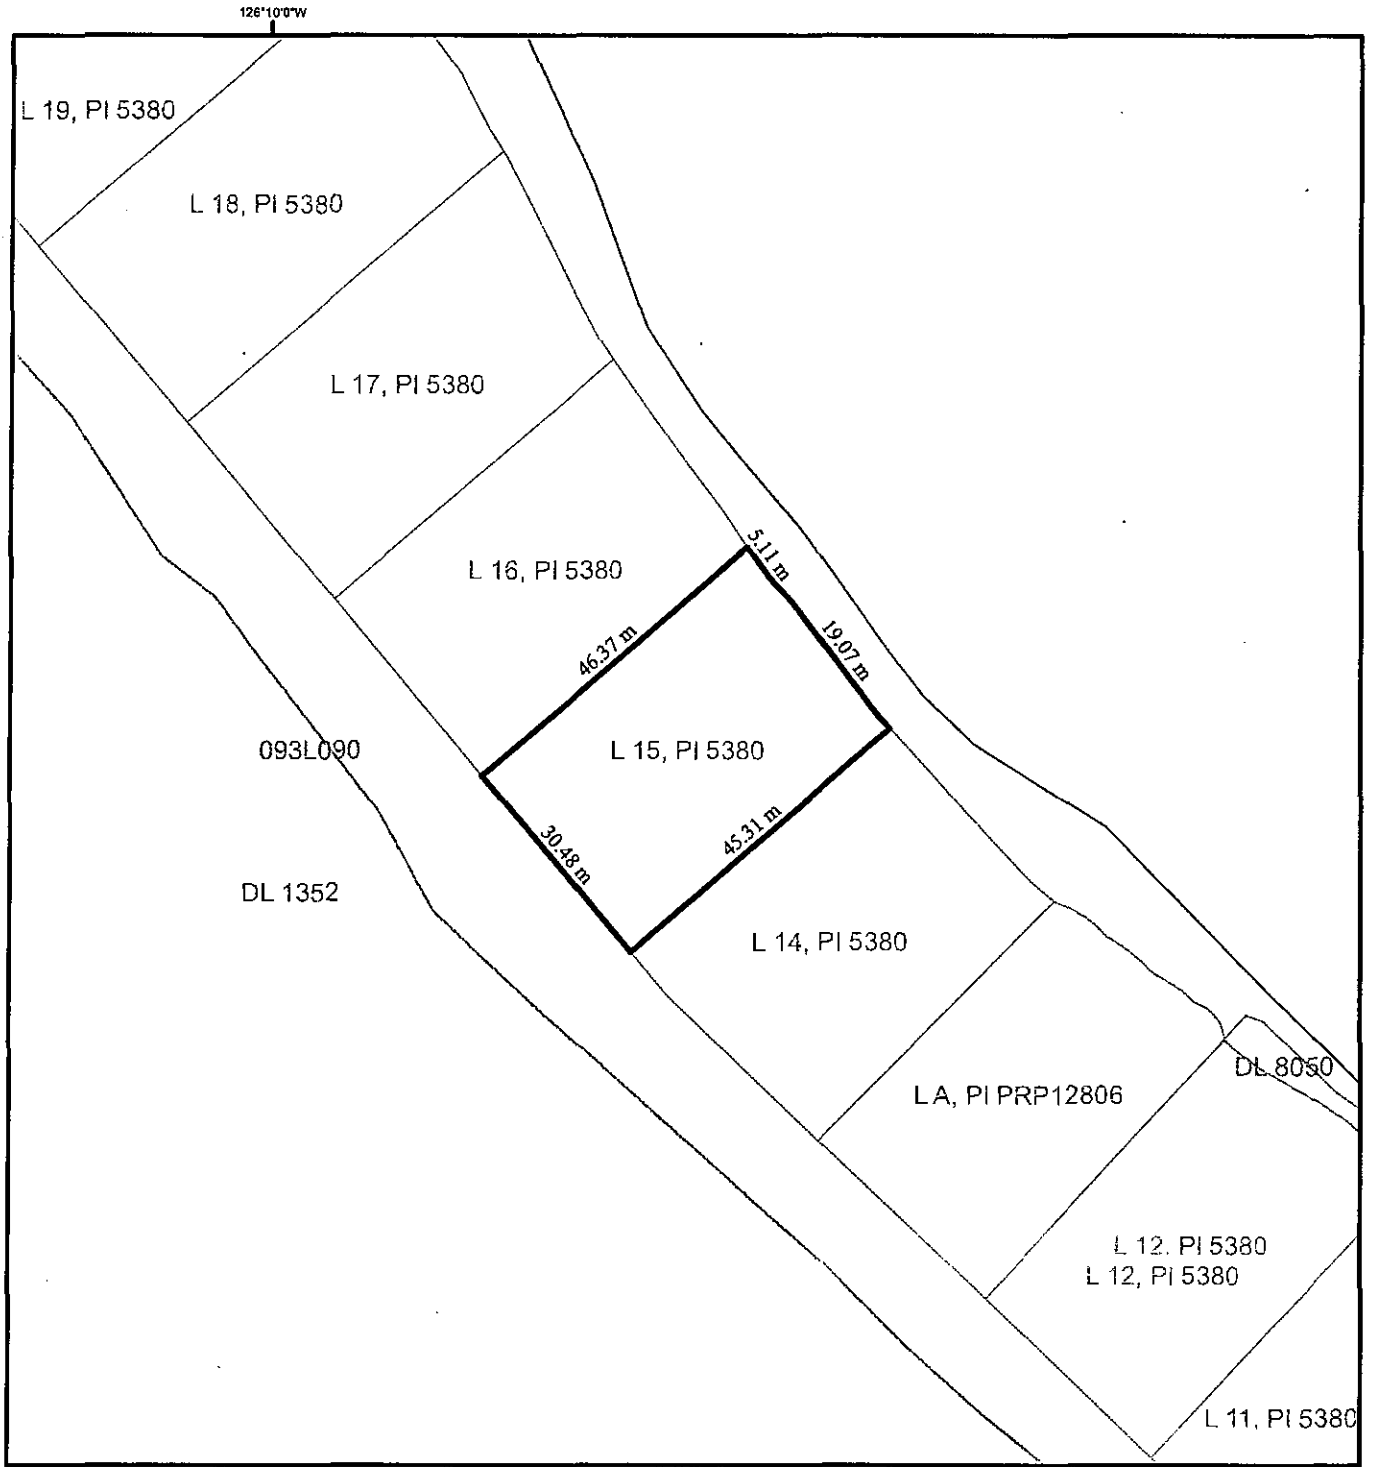 126°10'0"W
L 19, Pl 5380
L 18, Pl 5380
L 17, Pl 5380
L 16, Pl 5380
5.11 m
19.07 m
46.37 m
L 15, Pl 5380
093L090
45.31 m
30.48 m
DL 1352
L 14, Pl 5380
DL 8050
L A, Pl PRP12806
L 12. Pl 5380
L 12, Pl 5380
L 11, Pl 5380